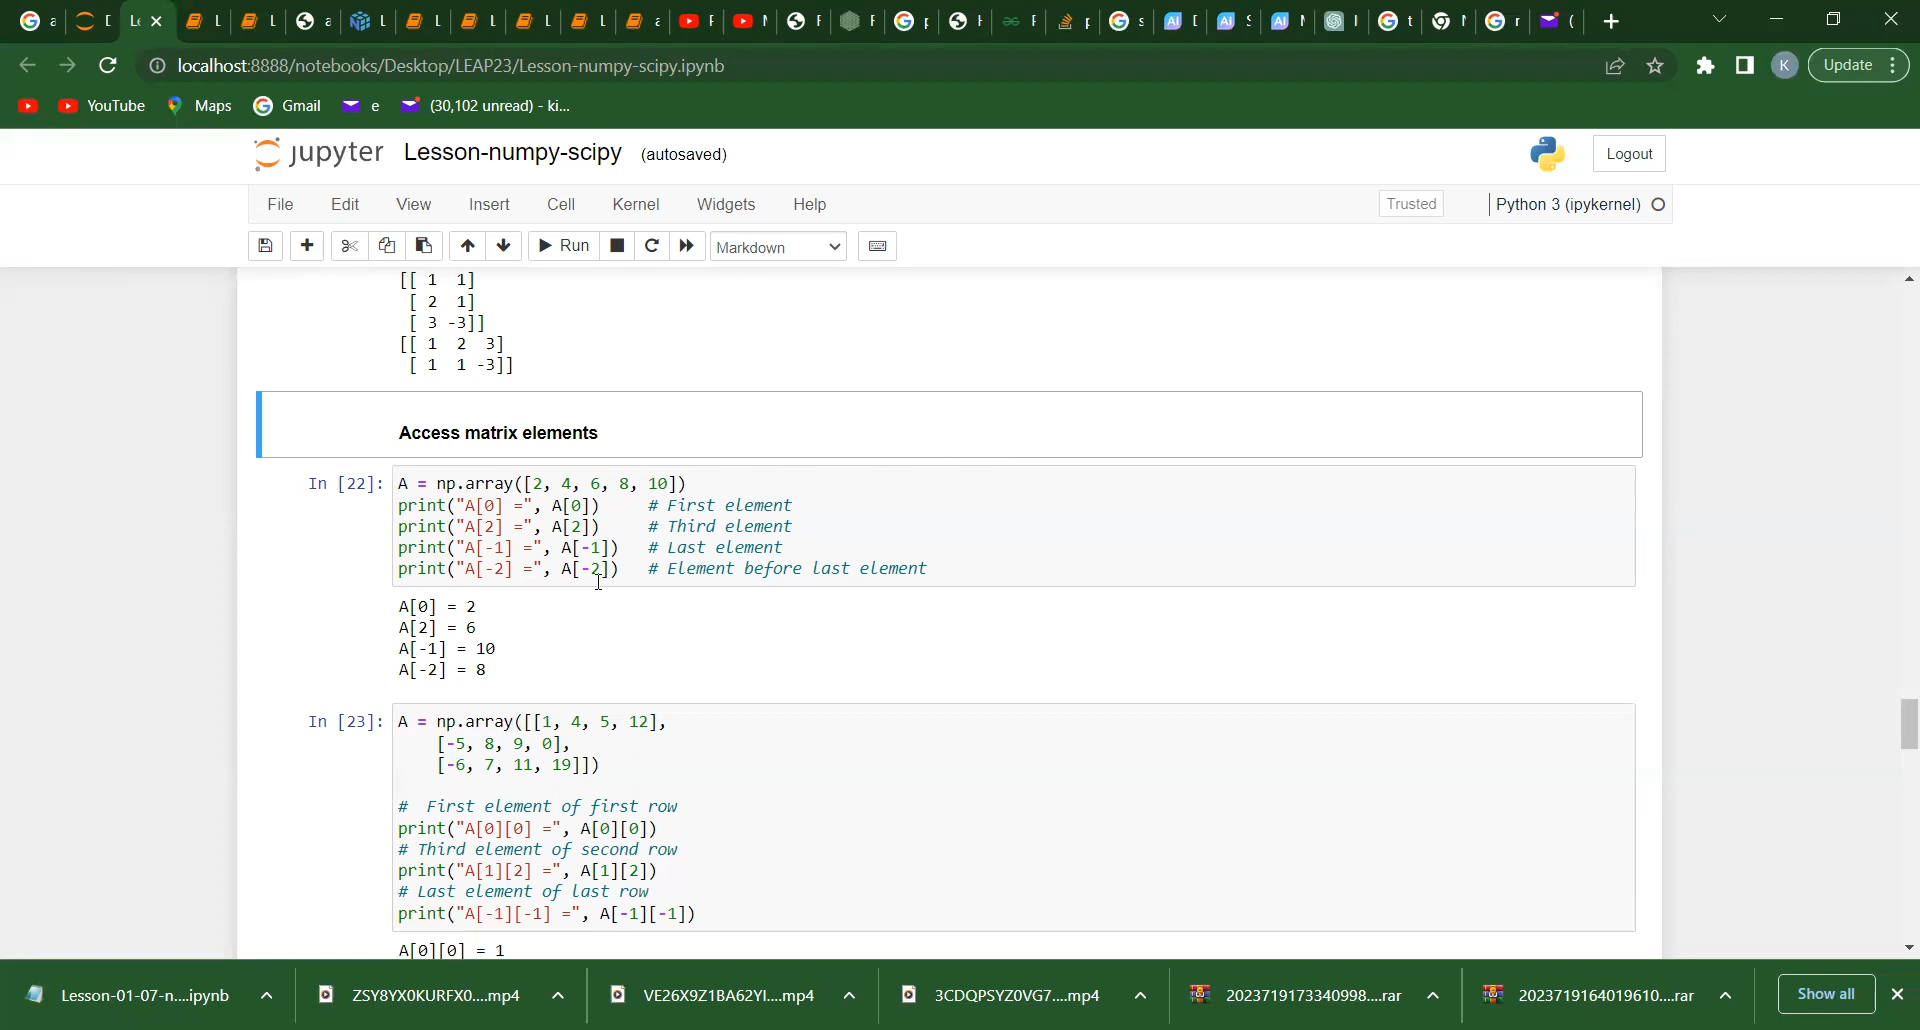 a
D
Le
L
L
a
L
L
L
L
L
a
F
M
F
F
p
H
F
p
s
D
S
M
I
t
N
r
(
localhost:8888/notebooks/Desktop/LEAP23/Lesson-numpy-scipy.ipynb
K
Update
YouTube
Maps
Gmail
e
(30,102 unread) - ki...
jupyter Lesson-numpy-scipy (autosaved)
Logout
File Edit View Insert Cell Kernel Widgets Help
Trusted
Python 3 (ipykernel)
Run
Markdown
[[ 1 1]
[ 2 1]
[ 3 -3]]
[[ 1 2 3]
[ 1 1 -3]]
Access matrix elements
In [22]: A = np.array([2, 4, 6, 8, 10])
print("A[0] =", A[0]) # First element
print("A[2] =", A[2]) # Third element
print("A[-1] =", A[-1]) # Last element
print("A[-2] =", A[-2]) # Element before last element
A[0] = 2
A[2] = 6
A[-1] = 10
A[-2] = 8
In [23]: A = np.array([[1, 4, 5, 12],
[-5, 8, 9, 0],
[-6, 7, 11, 19]])
# First element of first row
print("A[0][0] =", A[0][0])
# Third element of second row
print("A[1][2] =", A[1][2])
# Last element of last row
print("A[-1][-1] =", A[-1][-1])
A[0][0] = 1
Lesson-01-07-n....ipynb
ZSY8YX0KURFX0....mp4
VE26X9Z1BA62YI....mp4
3CDQPSYZ0VG7....mp4
2023719173340998....rar
2023719164019610....rar
Show all